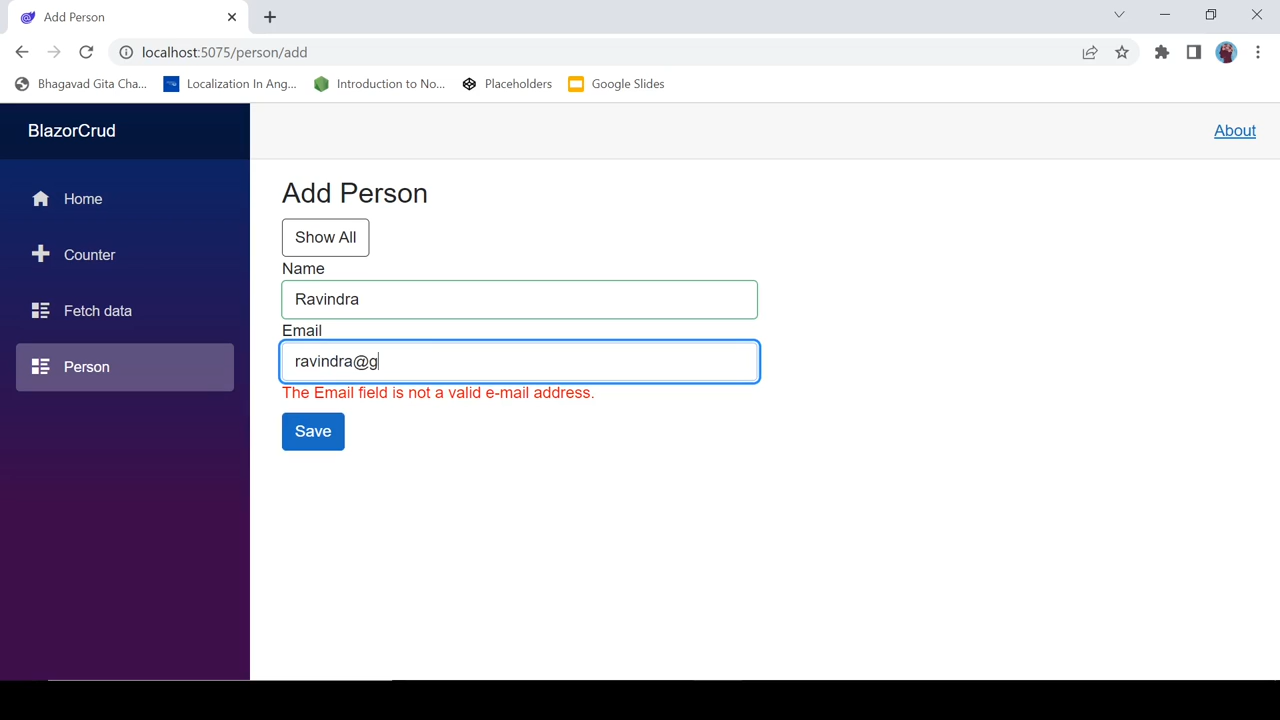 Add Person
localhost:5075/person/add
Bhagavad Gita Cha...
Localization In Ang...
Introduction to No...
Placeholders
Google Slides
BlazorCrud
About
Home
Counter
Fetch data
Person
Add Person
Show All
Name
Ravindra
Email
ravindra@g
The Email field is not a valid e-mail address.
Save